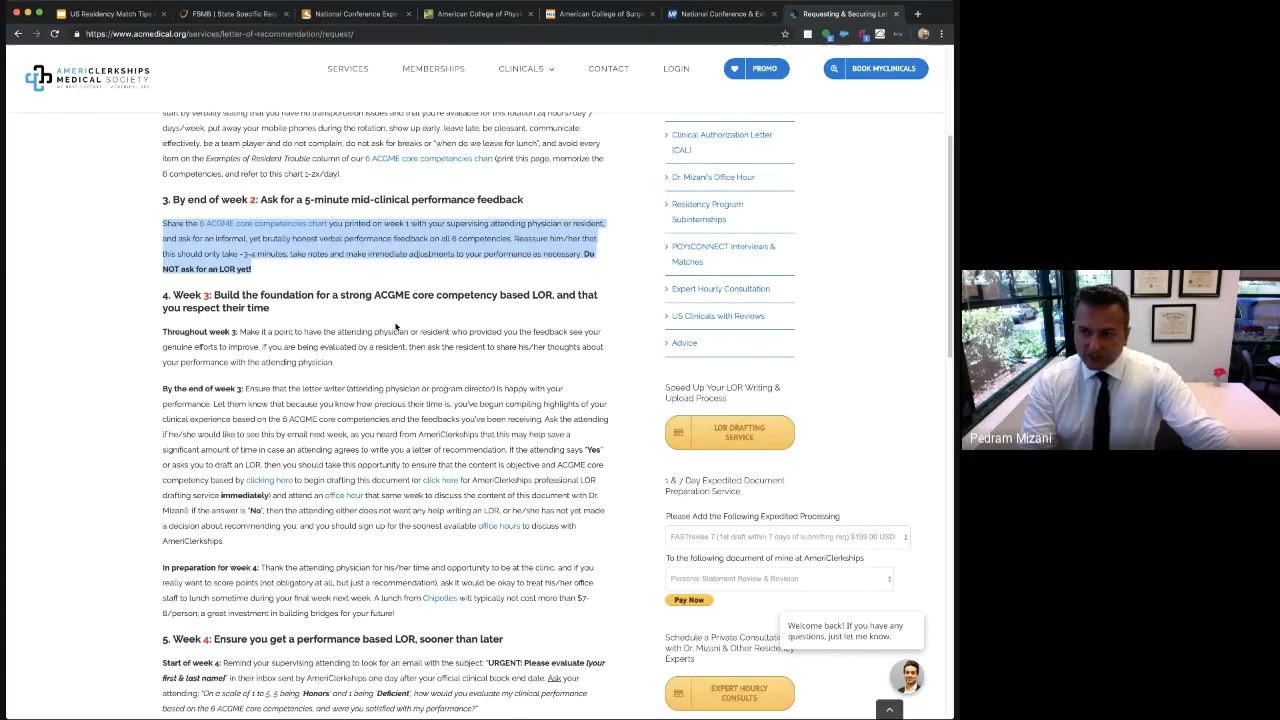 US Residency Match Tips
FSMB | State Specific Req
National Conference Expo
American College of Physi
American College of Surge
National Conference & Ex
Requesting & Securing Let
https://www.acmedical.org/services/letter-of-recommendation/request/
AMERICLERKSHIPS
MEDICAL SOCIETY
SERVICES
MEMBERSHIPS
CLINICALS
CONTACT
LOGIN
PROMO
BOOK MYCLINICALS
start by verbally stating that you have no transportation issues and that you're available for this rotation 24 hours/day 7
days/week, put away your mobile phones during the rotation, show up early, leave late, be pleasant, communicate
effectively, be a team player and do not complain, do not ask for breaks or "when do we leave for lunch", and avoid every
item on the Examples of Resident Trouble column of our 6 ACGME core competencies chart (print this page, memorize the
6 competencies, and refer to this chart 1-2x/day).
3. By end of week 2: Ask for a 5-minute mid-clinical performance feedback
Share the 6 ACGME core competencies chart you printed on week 1 with your supervising attending physician or resident,
and ask for an informal, yet brutally honest verbal performance feedback on all 6 competencies. Reassure him/her that
this should only take ~3-4 minutes; take notes and make immediate adjustments to your performance as necessary. Do
NOT ask for an LOR yet!
4. Week 3: Build the foundation for a strong ACGME core competency based LOR, and that
you respect their time
Throughout week 3: Make it a point to have the attending physician or resident who provided you the feedback see your
genuine efforts to improve. If you are being evaluated by a resident, then ask the resident to share his/her thoughts about
your performance with the attending physician.
By the end of week 3: Ensure that the letter writer (attending physician or program director) is happy with your
performance. Let them know that because you know how precious their time is, you've begun compiling highlights of your
clinical experience based on the 6 ACGME core competencies and the feedbacks you've been receiving. Ask the attending
if he/she would like to see this by email next week, as you heard from AmeriClerkships that this may help save a
significant amount of time in case an attending agrees to write you a letter of recommendation. If the attending says "Yes"
or asks you to draft an LOR, then you should take this opportunity to ensure that the content is objective and ACGME core
competency based by clicking here to begin drafting this document (or click here for AmeriClerkships professional LOR
drafting service immediately) and attend an office hour that same week to discuss the content of this document with Dr.
Mizani); if the answer is "No", then the attending either does not want any help writing an LOR, or he/she has not yet made
a decision about recommending you, and you should sign up for the soonest available office hours to discuss with
AmeriClerkships.
In preparation for week 4: Thank the attending physician for his/her time and opportunity to be at the clinic, and if you
really want to score points (not obligatory at all, but just a recommendation), ask it would be okay to treat his/her office
staff to lunch sometime during your final week next week. A lunch from Chipotles will typically not cost more than $7-
8/person; a great investment in building bridges for your future!
5. Week 4: Ensure you get a performance based LOR, sooner than later
Start of week 4: Remind your supervising attending to look for an email with the subject: "URGENT: Please evaluate [your
first & last name]" in their inbox sent by AmeriClerkships one day after your official clinical block end date. Ask your
attending: "On a scale of 1 to 5, 5 being 'Honors' and 1 being 'Deficient', how would you evaluate my clinical performance
based on the 6 ACGME core competencies, and were you satisfied with my performance?"
Clinical Authorization Letter
(CAL)
Dr. Mizani's Office Hour
Residency Program
Subinternships
PGY1CONNECT Interviews &
Matches
Expert Hourly Consultation
US Clinicals with Reviews
Advice
Speed Up Your LOR Writing &
Upload Process
LOR DRAFTING
SERVICE
1 & 7 Day Expedited Document
Preparation Service
Please Add the Following Expedited Processing
FASTrevise 7 (1st draft within 7 days of submitting req) $199.00 USD
To the following document of mine at AmeriClerkships
Personal Statement Review & Revision
Pay Now
Schedule a Private Consultati
with Dr. Mizani & Other Residency
Experts
EXPERT HOURLY
CONSULTS
Welcome back! If you have any
questions, just let me know.
Pedram Mizani